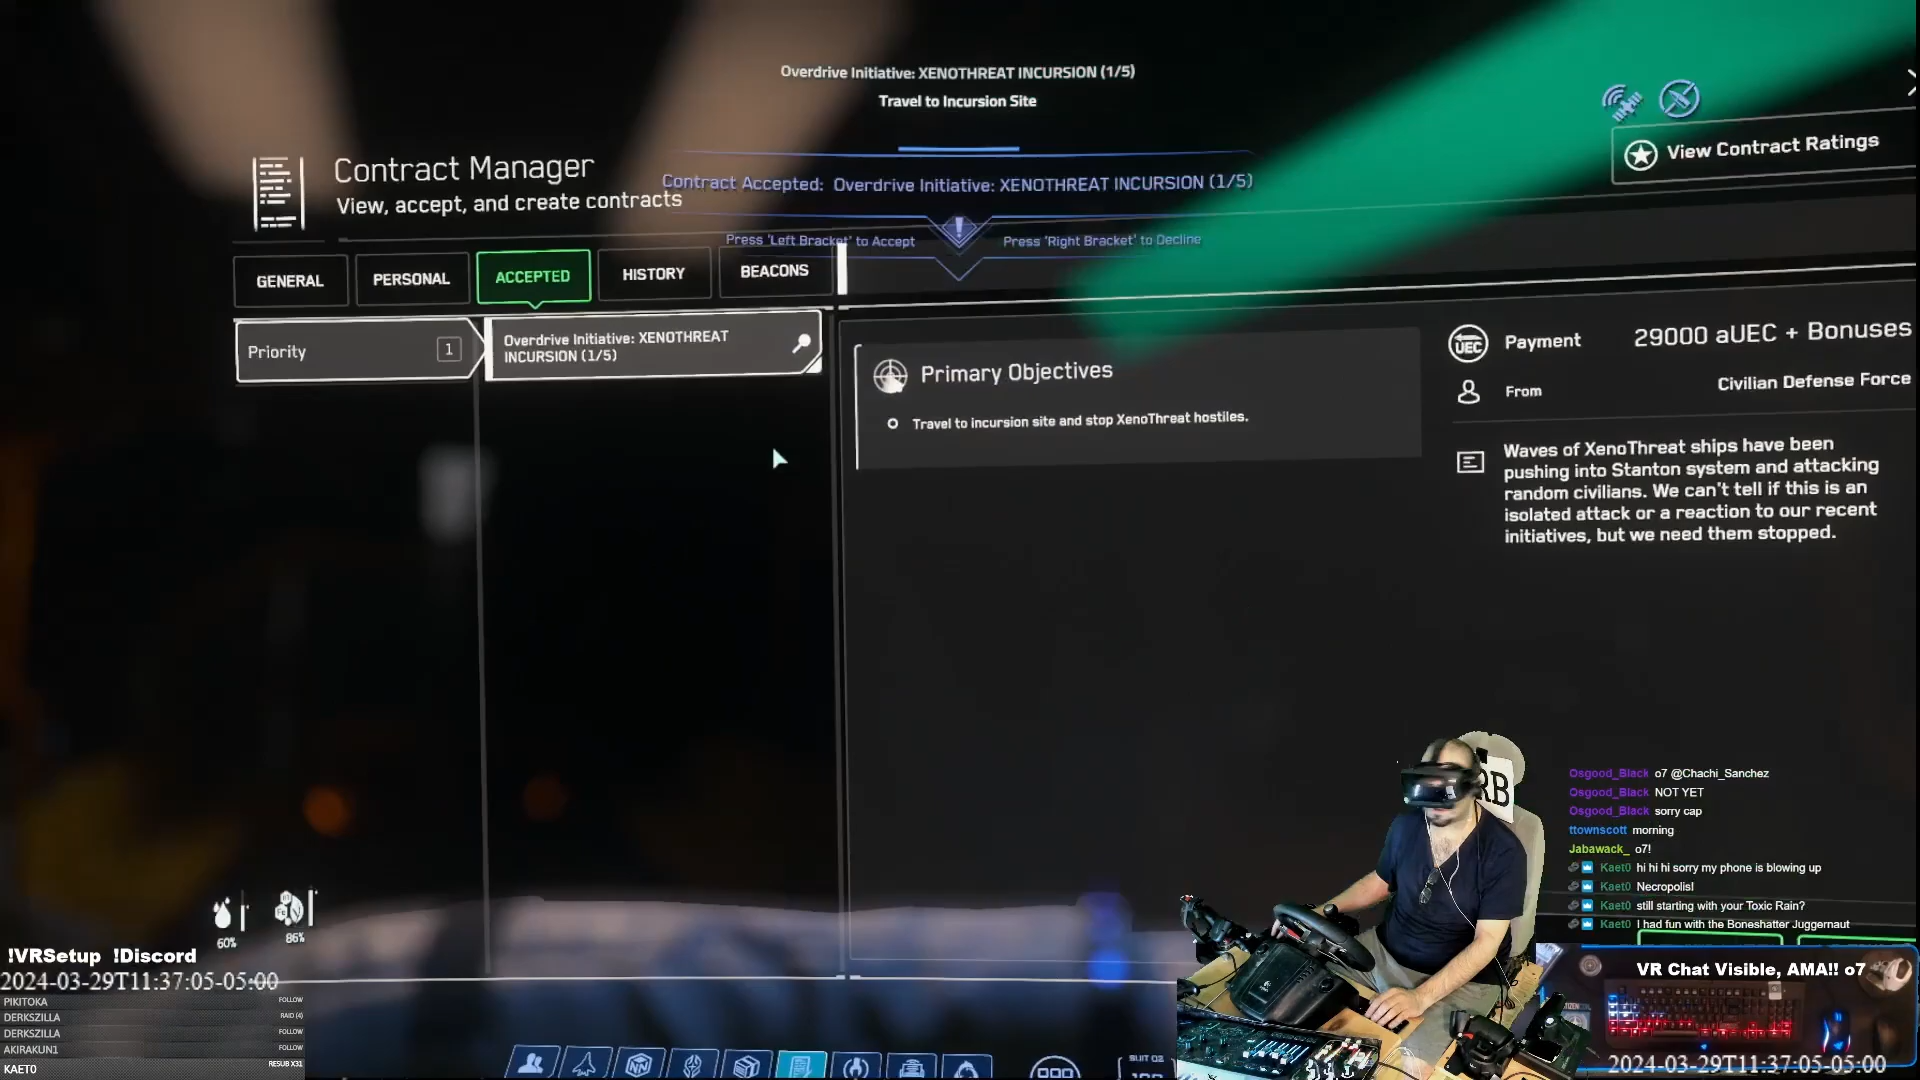 Overdrive Initiative: XENOTHREAT INCURSION (1/5)
Travel to Incursion Site
View Contract Ratings
Contract Manager
View, accept, and create contracts
Contract Accepted: Overdrive Initiative: XENOTHREAT INCURSION (1/5)
Press 'Left Bracket' to Accept
Press 'Right Bracket' to Decline
GENERAL
PERSONAL
ACCEPTED
HISTORY
BEACONS
Priority
1
Overdrive Initiative: XENOTHREAT
INCURSION (1/5)
Primary Objectives
Travel to incursion site and stop XenoThreat hostiles.
UEC
Payment
29000 aUEC + Bonuses
From
Civilian Defense Force
Waves of XenoThreat ships have been
pushing into Stanton system and attacking
random civilians. We can't tell if this is an
isolated attack or a reaction to our recent
initiatives, but we need them stopped.
Osgood_Black o7 @Chachi_Sanchez
Osgood_Black NOT YET
Osgood_Black sorry cap
ttownscott morning
Jabawack_ o7!
Kaet0 hi hi hi sorry my phone is blowing up
Kaet0 Necropolis!
Kaet0 still starting with your Toxic Rain?
Kaet0 I had fun with the Boneshatter Juggernaut
RB
60%
86%
!VRSetup !Discord
2024-03-29T11:37:05-05:00
PIKITOKA FOLLOW
DERKSZILLA RAID (4)
DERKSZILLA FOLLOW
AKIRAKUN1 FOLLOW
KAET0 RESUB X31
SUIT 02
VR Chat Visible, AMA!! o7
2024-03-29T11:37:05-05:00